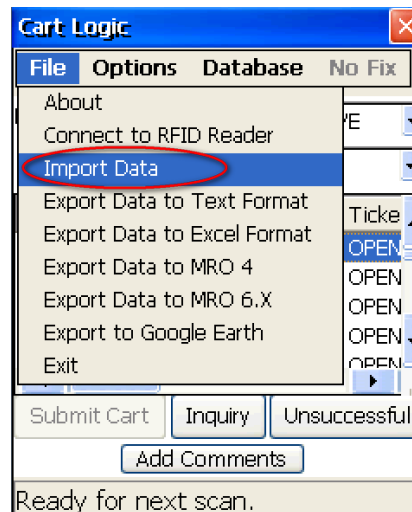 Cart Logic
File Options Database No Fix
About
Connect to RFID Reader
Import Data
Export Data to Text Format
Export Data to Excel Format
Export Data to MRO 4
Export Data to MRO 6.X
Export to Google Earth
Exit
Ticke
OPEN
OPEN
OPEN
OPEN
OPEN
Submit Cart Inquiry Unsuccessful
Add Comments
Ready for next scan.